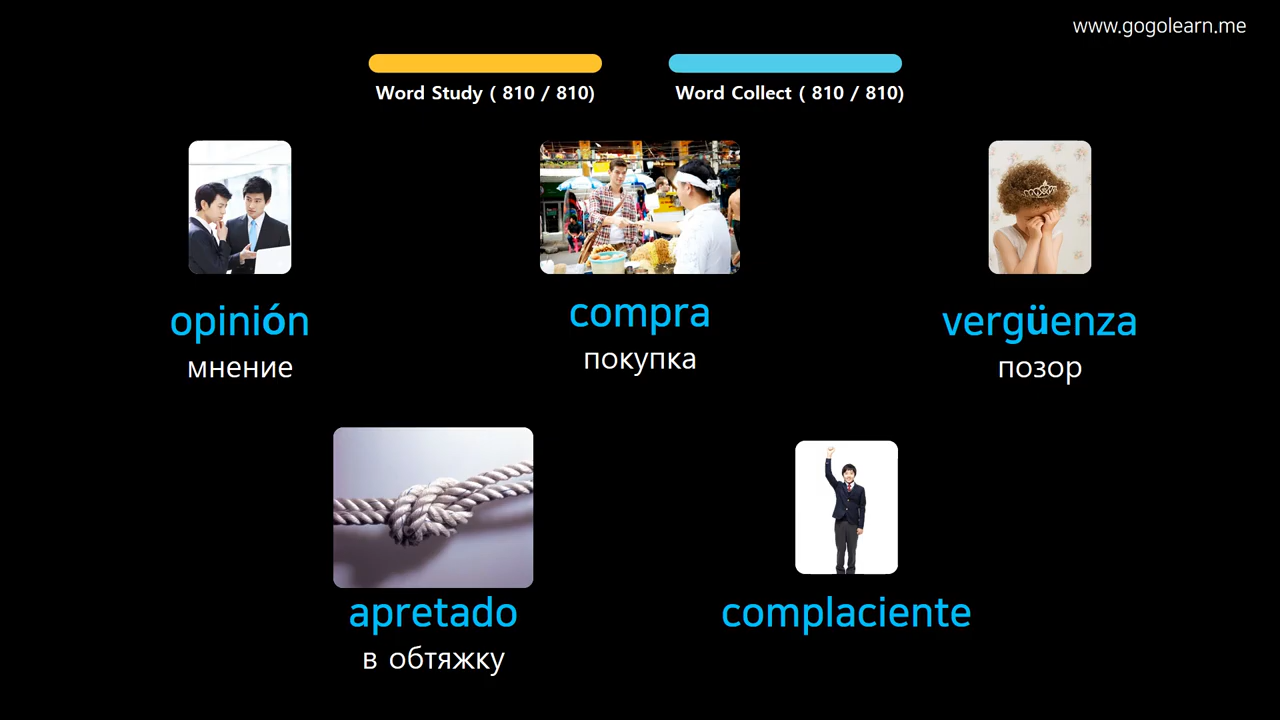 www.gogolearn.me
Word Study ( 810 / 810)
Word Collect ( 810 / 810)
opinión
мнение
compra
покупка
vergüenza
позор
apretado
в обтяжку
complaciente